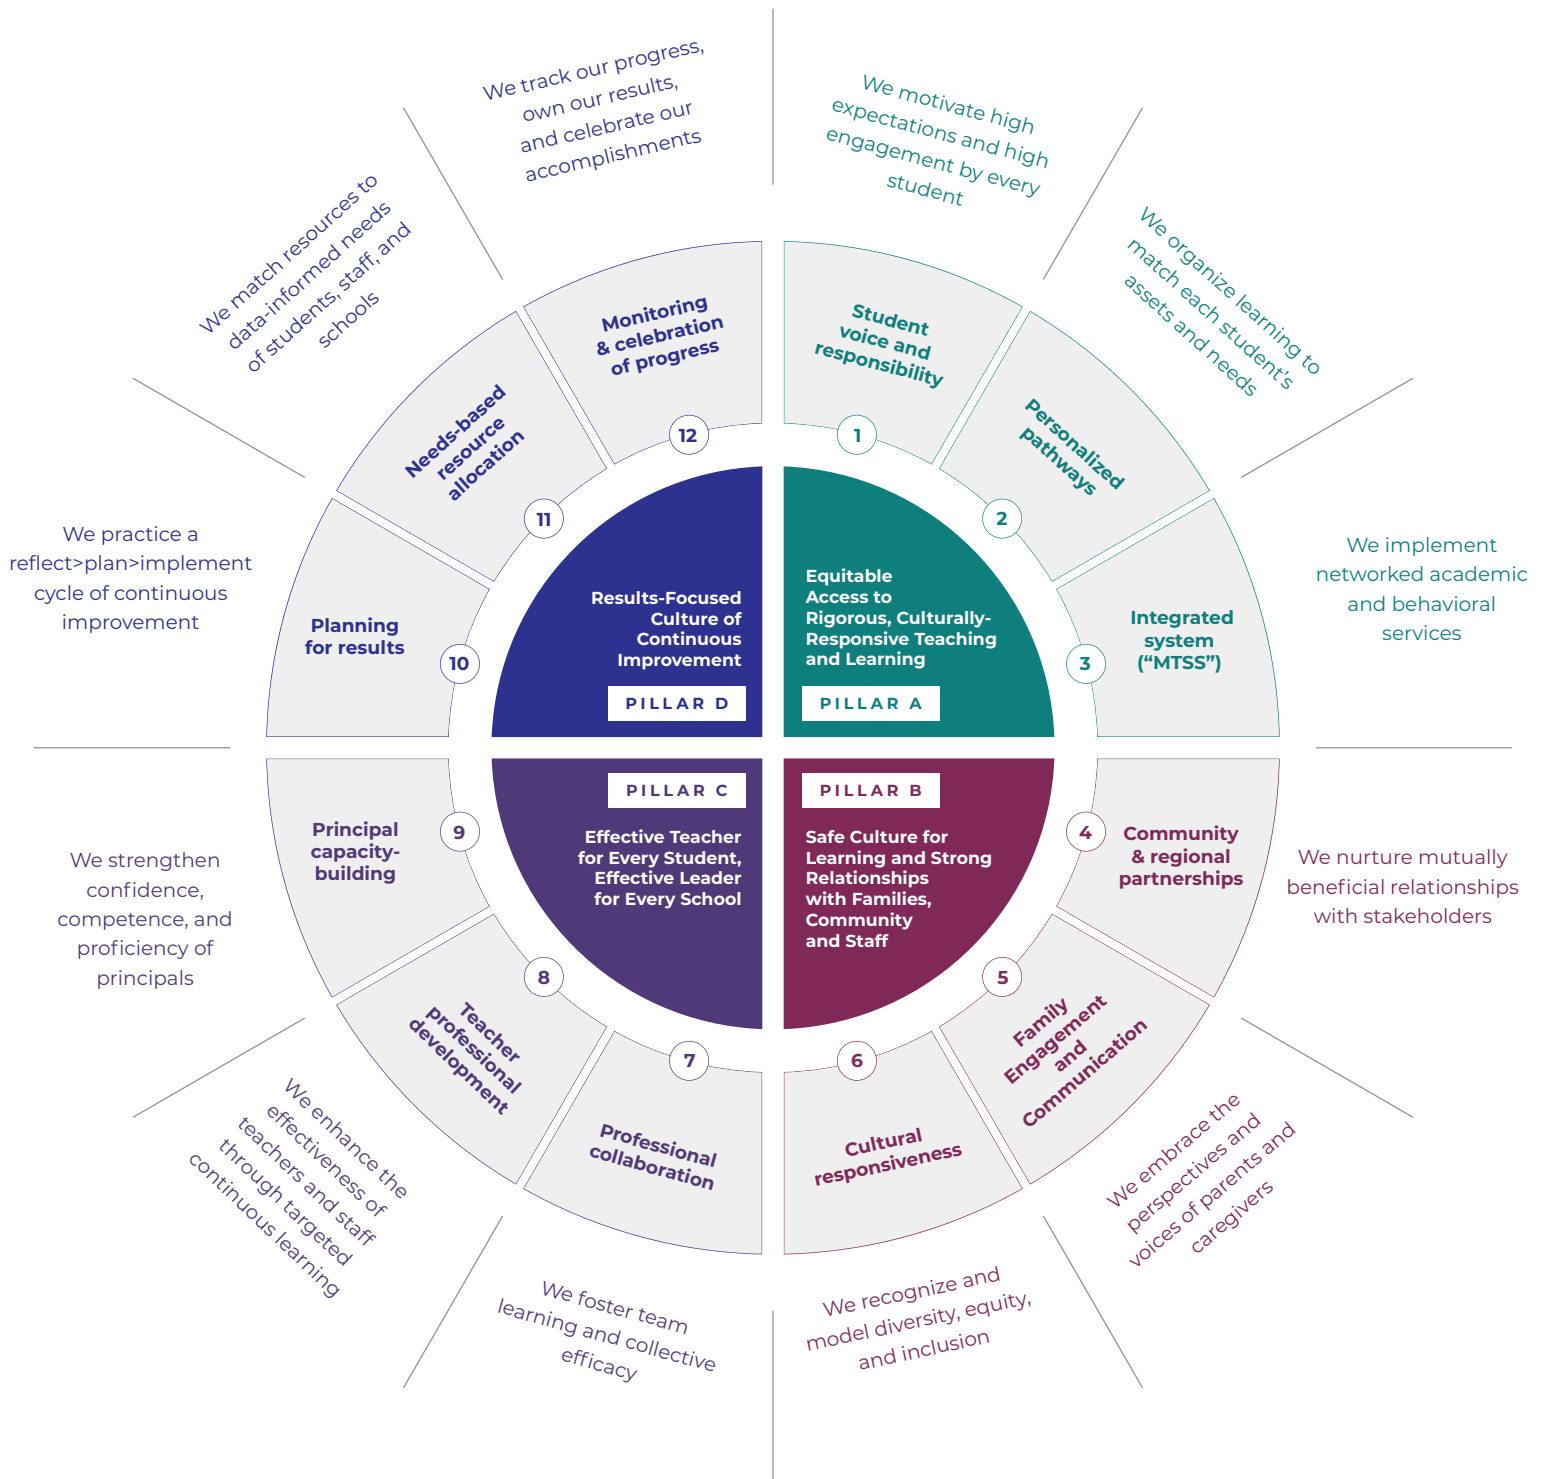 We motivate high
expectations and high
engagement by every
student
Student
voice and
responsibility
1
We organize learning to
match each student's
assets and needs
Personalized
pathways
2
We implement
networked academic
and behavioral
services
Integrated
system
(“MTSS”)
3
Equitable
Access to
Rigorous, Culturally-
Responsive Teaching
and Learning
PILLAR A
PILLAR B
Safe Culture for
Learning and Strong
Relationships
with Families,
Community
and Staff
4
Community
& regional
partnerships
We nurture mutually
beneficial relationships
with stakeholders
5
Family
Engagement
and
Communication
We embrace the
perspectives and
voices of parents and
caregivers
6
Cultural
responsiveness
We recognize and
model diversity, equity,
and inclusion
PILLAR C
Effective Teacher
for Every Student,
Effective Leader
for Every School
7
Professional
collaboration
We foster team
learning and collective
efficacy
8
Teacher
professional
development
We enhance the
effectiveness of
teachers and staff
through targeted
continuous learning
9
Principal
capacity-
building
We strengthen
confidence,
competence, and
proficiency of
principals
Results-Focused
Culture of
Continuous
Improvement
PILLAR D
10
Planning
for results
We practice a
reflect>plan>implement
cycle of continuous
improvement
11
Needs-based
resource
allocation
We match resources to
data-informed needs
of students, staff, and
schools
12
Monitoring
& celebration
of progress
We track our progress,
own our results,
and celebrate our
accomplishments